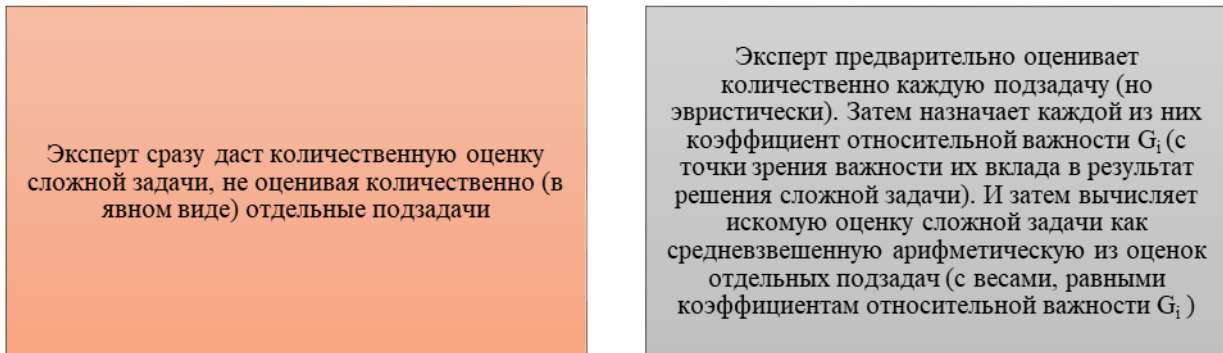 Эксперт сразу даст количественную оценку
сложной задачи, не оценивая количественно (в
явном виде) отдельные подзадачи
Эксперт предварительно оценивает
количественно каждую подзадачу (но
эвристически). Затем назначает каждой из них
коэффициент относительной важности Gi (с
точки зрения важности их вклада в результат
решения сложной задачи). И затем вычисляет
искомую оценку сложной задачи как
средневзвешенную арифметическую из оценок
отдельных подзадач (с весами, равными
коэффициентам относительной важности Gi )